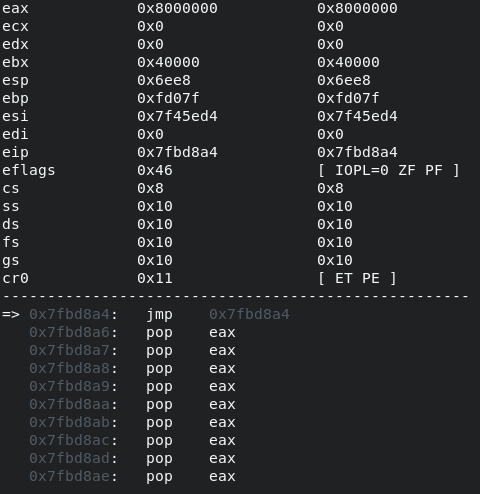 eax 0x8000000 0x8000000
ecx 0x0 0x0
edx 0x0 0x0
ebx 0x40000 0x40000
esp 0x6ee8 0x6ee8
ebp 0xfd07f 0xfd07f
esi 0x7f45ed4 0x7f45ed4
edi 0x0 0x0
eip 0x7fbd8a4 0x7fbd8a4
eflags 0x46 [ IOPL=0 ZF PF ]
cs 0x8 0x8
ss 0x10 0x10
ds 0x10 0x10
fs 0x10 0x10
gs 0x10 0x10
cr0 0x11 [ ET PE ]
----------------------------------------------------
=> 0x7fbd8a4: jmp 0x7fbd8a4
0x7fbd8a6: pop eax
0x7fbd8a7: pop eax
0x7fbd8a8: pop eax
0x7fbd8a9: pop eax
0x7fbd8aa: pop eax
0x7fbd8ab: pop eax
0x7fbd8ac: pop eax
0x7fbd8ad: pop eax
0x7fbd8ae: pop eax